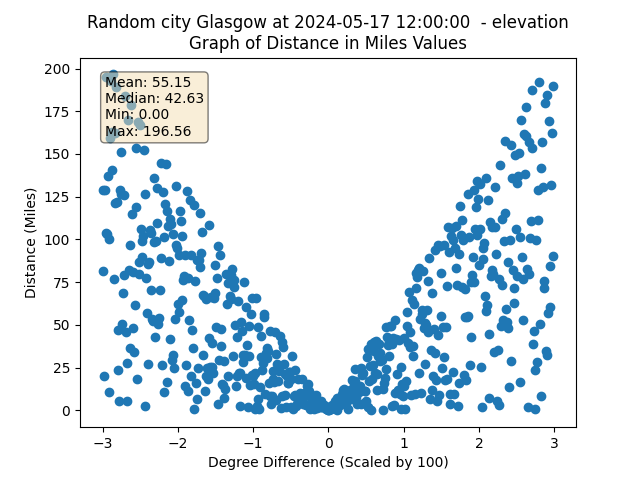 Random city Glasgow at 2024-05-17 12:00:00  - elevation
Graph of Distance in Miles Values
Mean: 55.15
Median: 42.63
Min: 0.00
Max: 196.56
200
175
150
125
100
75
50
25
0
Distance (Miles)
−3 −2 −1 0 1 2 3
Degree Difference (Scaled by 100)